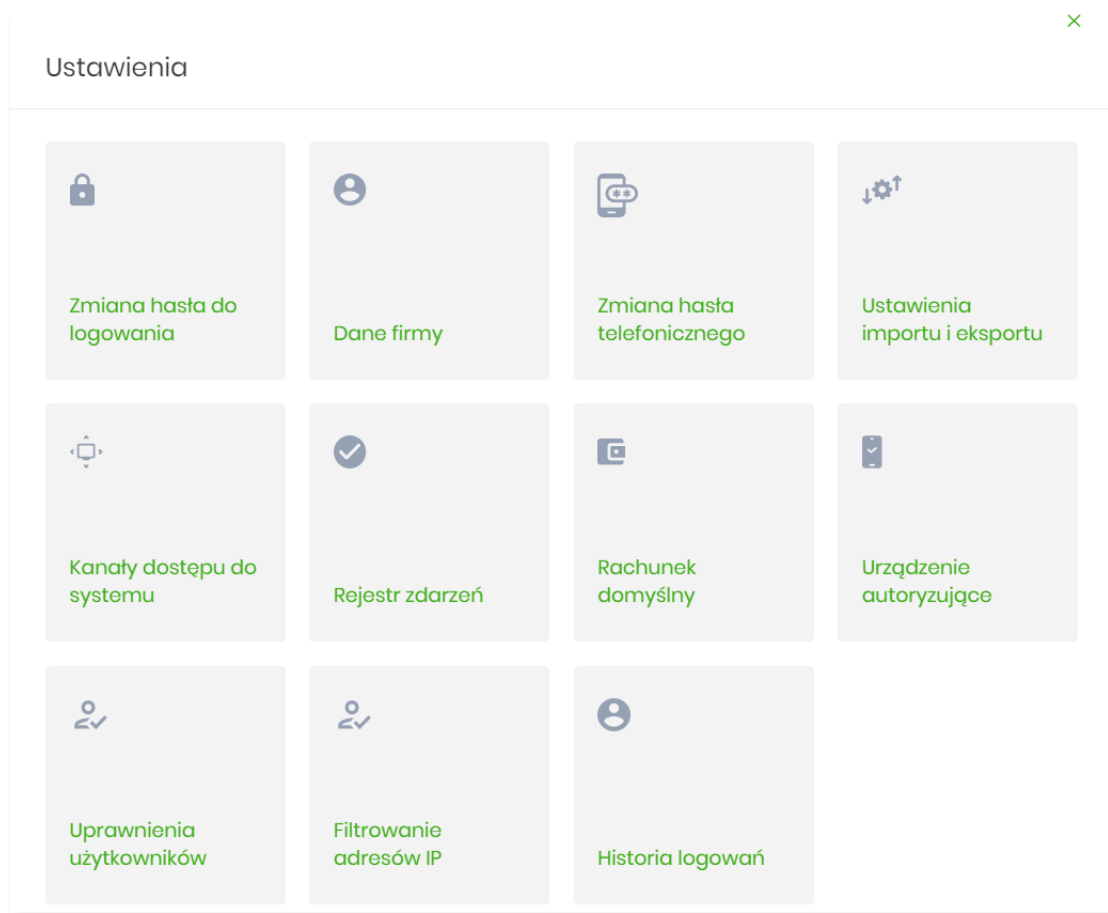 Ustawienia
Zmiana hasła do
logowania
Dane firmy
Zmiana hasła
telefonicznego
Ustawienia
importu i eksportu
Kanały dostępu do
systemu
Rejestr zdarzeń
Rachunek
domyślny
Urządzenie
autoryzujące
Uprawnienia
użytkowników
Filtrowanie
adresów IP
Historia logowań